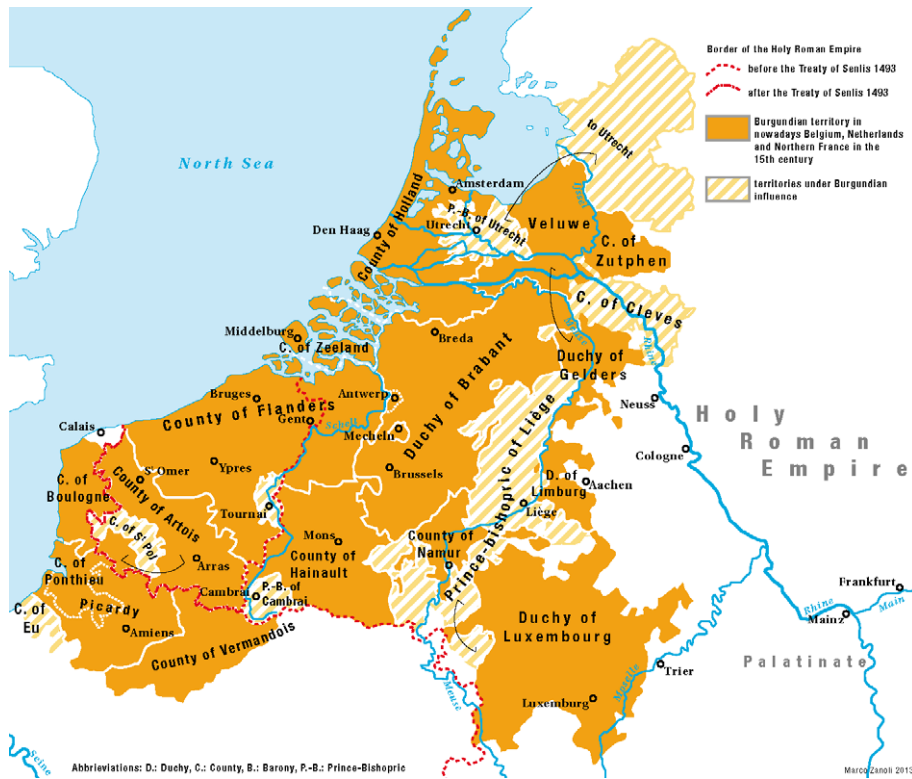 Border of the Holy Roman Empire
before the Treaty of Senlis 1493
after the Treaty of Senlis 1493
Burgundian territory in
nowadays Belgium, Netherlands
and Northern France in the
15th century
territories under Burgundian
influence
North Sea
to Utrecht
Amsterdam
County of Holland
P.-B. of Utrecht
Utrecht
Veluwe
IJssel
Den Haag
C. of
Zutphen
C. of Cleves
Middelburg
C. of Zeeland
Breda
Meuse
Rhine
Duchy of
Gelders
Duchy of Brabant
Bruges
Antwerp
County of Flanders
Gent
Scheldt
Neuss
Calais
Mecheln
Prince-bishopric of Liège
Holy
Roman
Empire
Cologne
St Omer
Ypres
Brussels
C. of
Boulogne
County of Artois
D. of
Limburg
Aachen
Tournai
Liège
C. of St Pol
Mons
County of
Hainault
County of
Namur
Arras
C. of
Ponthieu
Cambrai
P.-B. of
Cambrai
Frankfurt
C. of
Eu
Picardy
Amiens
Duchy of
Luxembourg
Rhine
Main
Mainz
County of Vermandois
Palatinate
Trier
Meuse
Moselle
Luxemburg
Seine
Abbrieviations: D.: Duchy, C.: County, B.: Barony, P.-B.: Prince-Bishopric
Marco Zanoli 2013